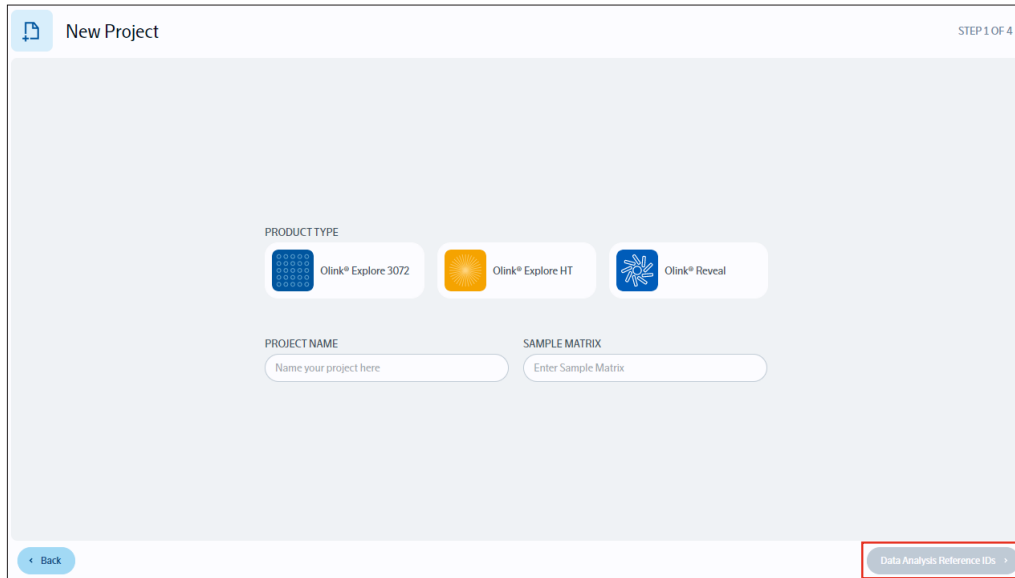 New Project
STEP 1 OF 4
PRODUCT TYPE
Olink® Explore 3072
Olink® Explore HT
Olink® Reveal
PROJECT NAME
SAMPLE MATRIX
Name your project here
Enter Sample Matrix
Back
Data Analysis Reference IDs